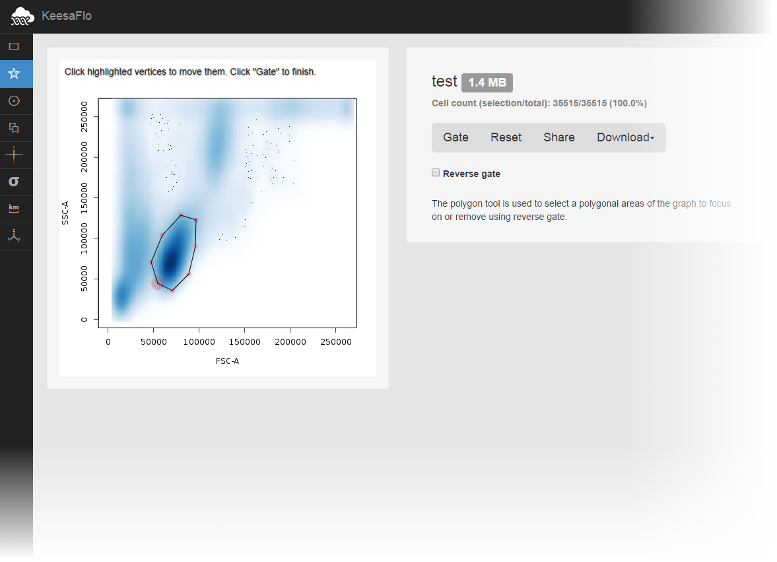 KeesaFlo
Click highlighted vertices to move them. Click "Gate" to finish.
SSC-A
250000
200000
150000
100000
50000
0
0 50000 100000 150000 200000 250000
FSC-A
test 1.4 MB
Cell count (selection/total): 35515/35515 (100.0%)
Gate Reset Share Download
Reverse gate
The polygon tool is used to select a polygonal areas of the graph to focus
on or remove using reverse gate.
σ
km